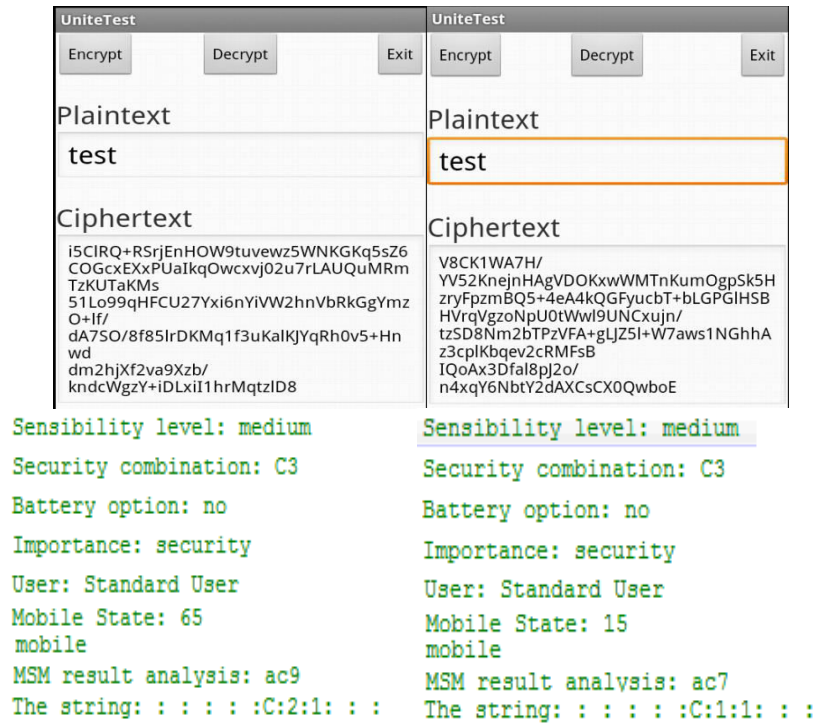 UniteTest
Encrypt Decrypt Exit
Plaintext
test
Ciphertext
i5ClRQ+RSrjEnHOW9tuvewz5WNKGKq5sZ6
COGcxEXxPUaIkqOwcxvj02u7rLAUQuMRm
TzKUTaKMs
51Lo99qHFCU27Yxi6nYiVW2hnVbRkGgYmz
O+lf/
dA7SO/8f85lrDKMq1f3uKalKJYqRh0v5+Hn
wd
dm2hjXf2va9Xzb/
kndcWgzY+iDLxiI1hrMqtzlD8
Sensibility level: medium
Security combination: C3
Battery option: no
Importance: security
User: Standard User
Mobile State: 65
mobile
MSM result analysis: ac9
The string: : : : : :C:2:1: : :
UniteTest
Encrypt Decrypt Exit
Plaintext
test
Ciphertext
V8CK1WA7H/
YV52KnejnHAgVDOKxwWMTnKumOgpSk5H
zryFpzmBQ5+4eA4kQGFyucbT+bLGPGlHSB
HVrqVgzoNpU0tWwl9UNCxujn/
tzSD8Nm2bTPzVFA+gLJZ5l+W7aws1NGhhA
z3cplKbqev2cRMFsB
IQoAx3Dfal8pJ2o/
n4xqY6NbtY2dAXCsCX0QwboE
Sensibility level: medium
Security combination: C3
Battery option: no
Importance: security
User: Standard User
Mobile State: 15
mobile
MSM result analysis: ac7
The string: : : : : :C:1:1: : :